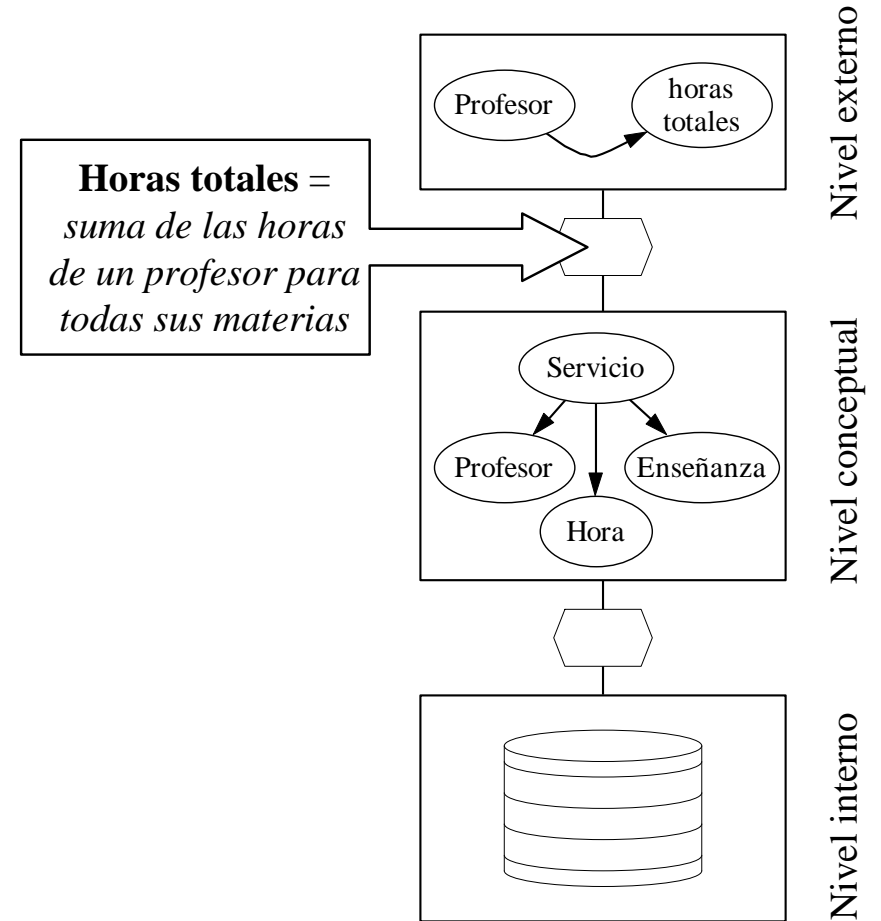 Profesor
horas
totales
Nivel externo
Horas totales =
suma de las horas
de un profesor para
todas sus materias
Servicio
Profesor
Enseñanza
Hora
Nivel conceptual
Nivel interno